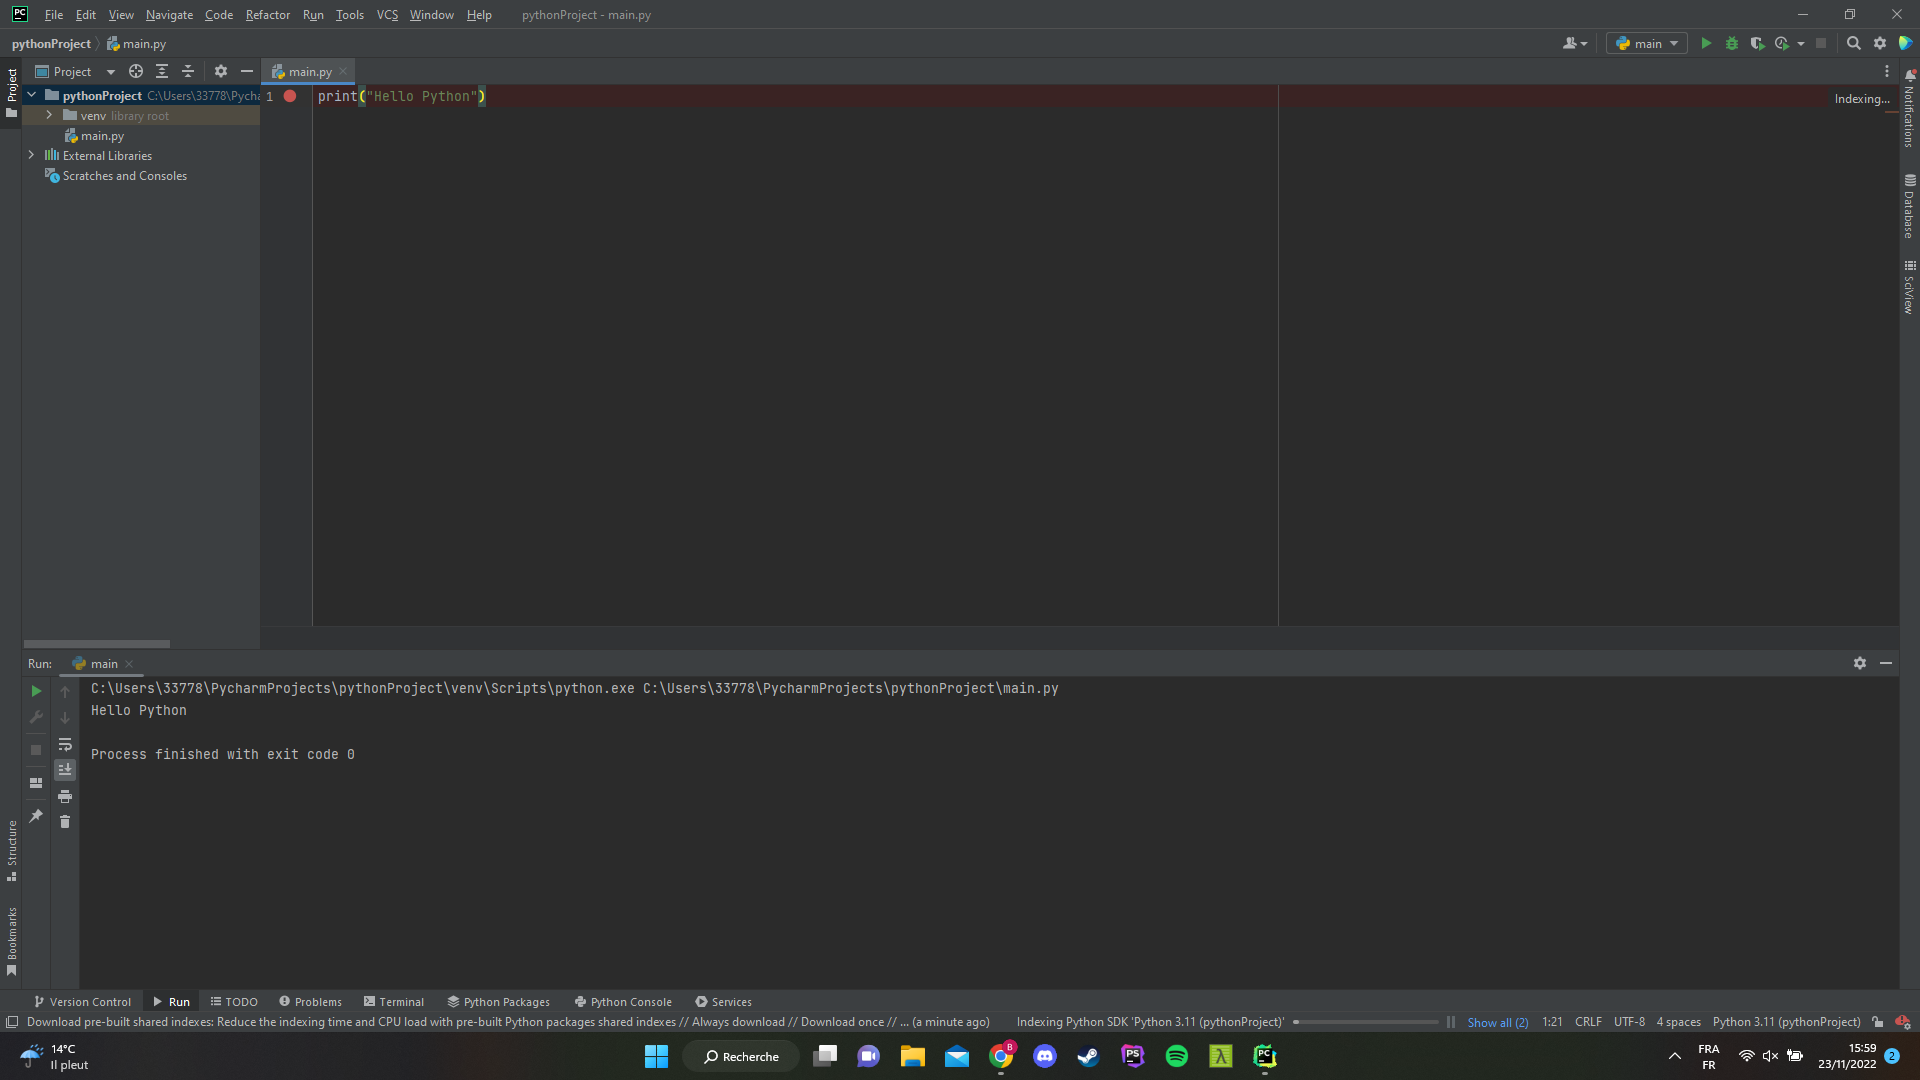 PC File Edit View Navigate Code Refactor Run Tools VCS Window Help pythonProject - main.py
pythonProject main.py main
Project main.py
pythonProject C:\Users\33778\Pycha
venv library root
main.py
External Libraries
Scratches and Consoles
1 print("Hello Python")
Indexing...
Project
Notifications
Database
SciView
Run: main
C:\Users\33778\PycharmProjects\pythonProject\venv\Scripts\python.exe C:\Users\33778\PycharmProjects\pythonProject\main.py
Hello Python
Process finished with exit code 0
Structure
Bookmarks
Version Control Run TODO Problems Terminal Python Packages Python Console Services
Download pre-built shared indexes: Reduce the indexing time and CPU load with pre-built Python packages shared indexes // Always download // Download once // ... (a minute ago) Indexing Python SDK 'Python 3.11 (pythonProject)' Show all (2) 1:21 CRLF UTF-8 4 spaces Python 3.11 (pythonProject)
14°C
Il pleut
Recherche
B
PS
λ
PC
FRA
FR
15:59
23/11/2022
2